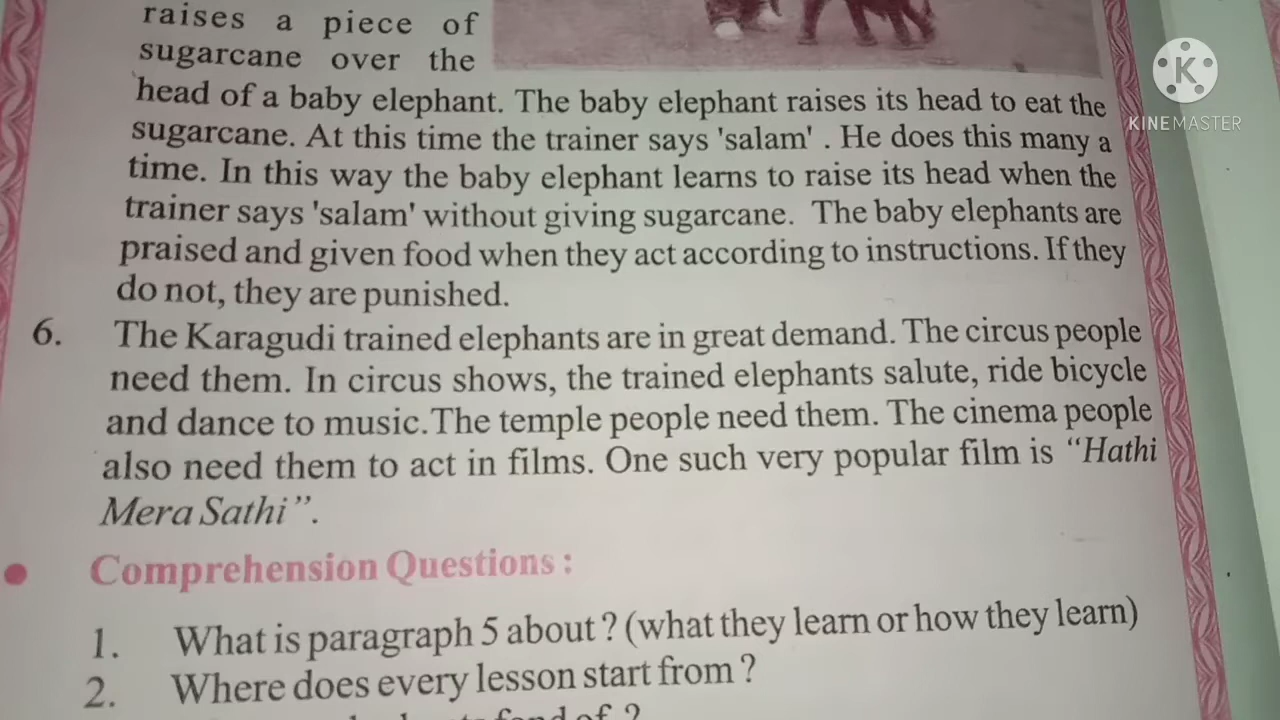 raises a piece of
sugarcane over the
head of a baby elephant. The baby elephant raises its head to eat the
sugarcane. At this time the trainer says 'salam' . He does this many a
time. In this way the baby elephant learns to raise its head when the
trainer says 'salam' without giving sugarcane. The baby elephants are
praised and given food when they act according to instructions. If they
do not, they are punished.
6. The Karagudi trained elephants are in great demand. The circus people
need them. In circus shows, the trained elephants salute, ride bicycle
and dance to music.The temple people need them. The cinema people
also need them to act in films. One such very popular film is “Hathi
Mera Sathi”.
• Comprehension Questions :
1. What is paragraph 5 about ? (what they learn or how they learn)
2. Where does every lesson start from ?
fond of ?
K
KINEMASTER